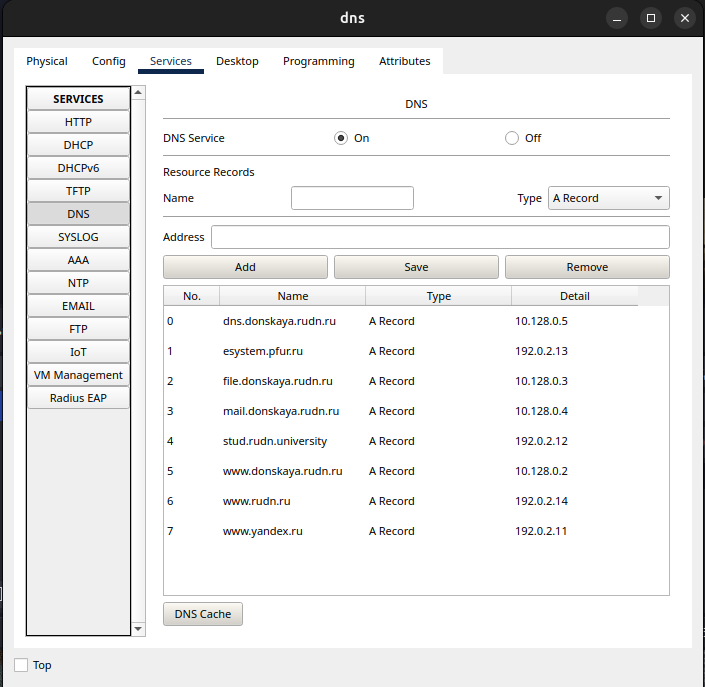 dns
Physical Config Services Desktop Programming Attributes
SERVICES
HTTP
DHCP
DHCPv6
TFTP
DNS
SYSLOG
AAA
NTP
EMAIL
FTP
IoT
VM Management
Radius EAP
DNS
DNS Service On Off
Resource Records
Name Type A Record
Address
Add Save Remove
No. Name Type Detail
0 dns.donskaya.rudn.ru A Record 10.128.0.5
1 esystem.pfur.ru A Record 192.0.2.13
2 file.donskaya.rudn.ru A Record 10.128.0.3
3 mail.donskaya.rudn.ru A Record 10.128.0.4
4 stud.rudn.university A Record 192.0.2.12
5 www.donskaya.rudn.ru A Record 10.128.0.2
6 www.rudn.ru A Record 192.0.2.14
7 www.yandex.ru A Record 192.0.2.11
DNS Cache
Top